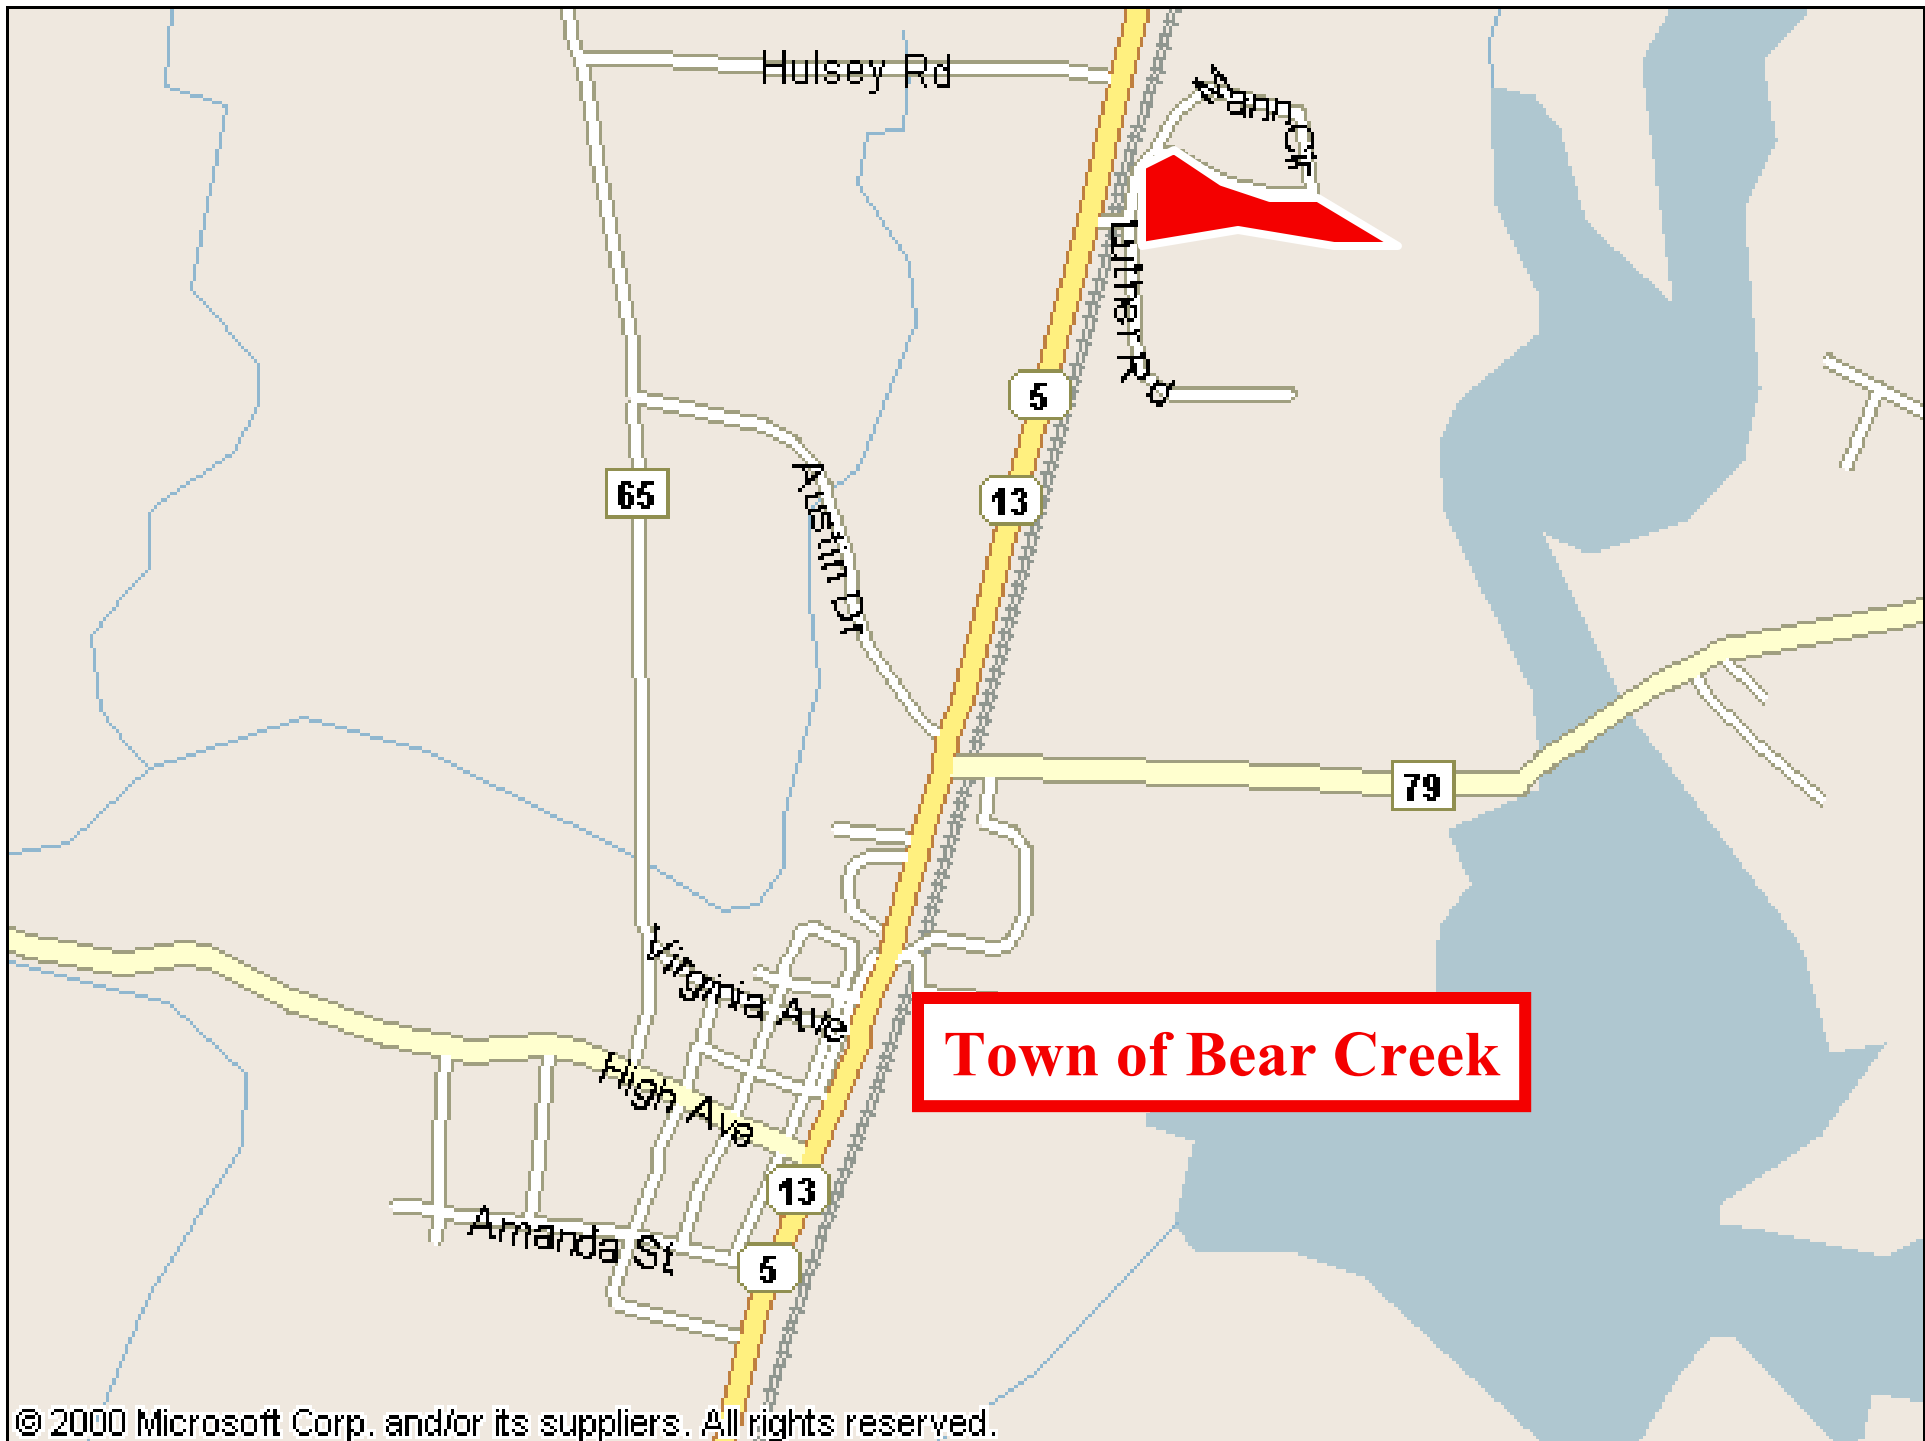 Hulsey Rd
Mann Cir
Luther Rd
5
13
65
Austin Dr
79
Virginia Ave
Town of Bear Creek
High Ave
13
Amanda St
5
© 2000 Microsoft Corp. and/or its suppliers. All rights reserved.